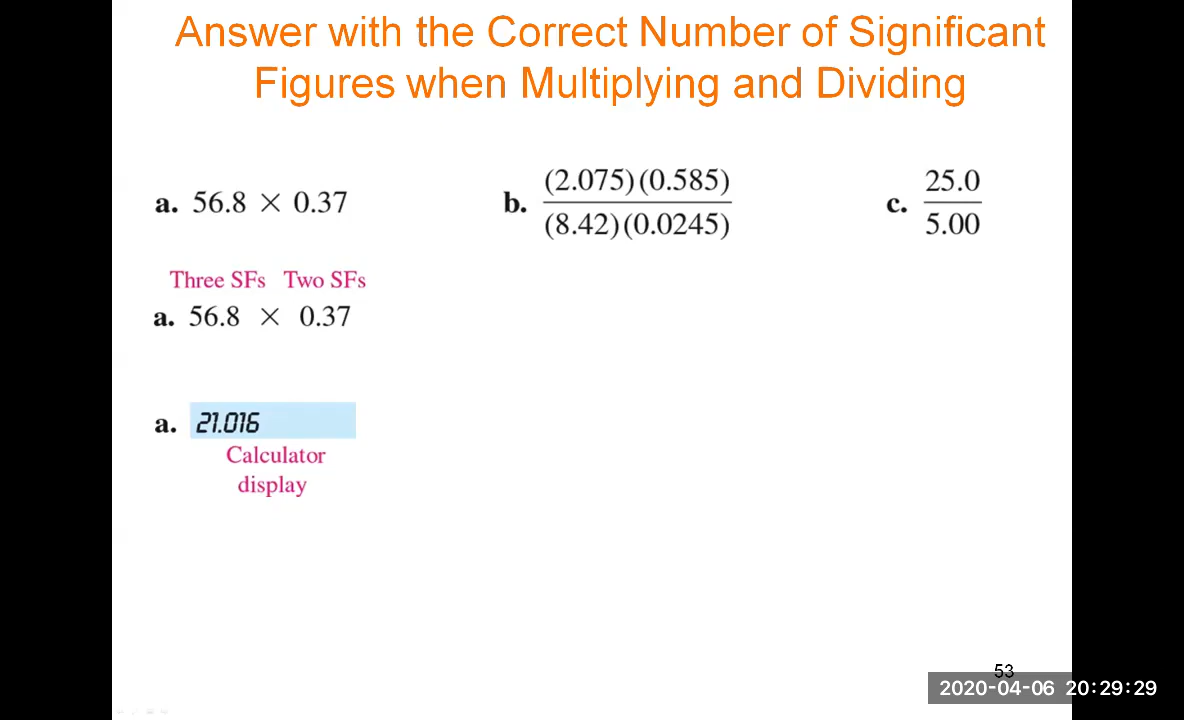 Answer with the Correct Number of Significant
Figures when Multiplying and Dividing
a. 56.8 × 0.37
b. (2.075)(0.585)
(8.42)(0.0245)
c. 25.0
5.00
Three SFs Two SFs
a. 56.8 × 0.37
a. 21.016
Calculator
display
53
2020-04-06 20:29:29